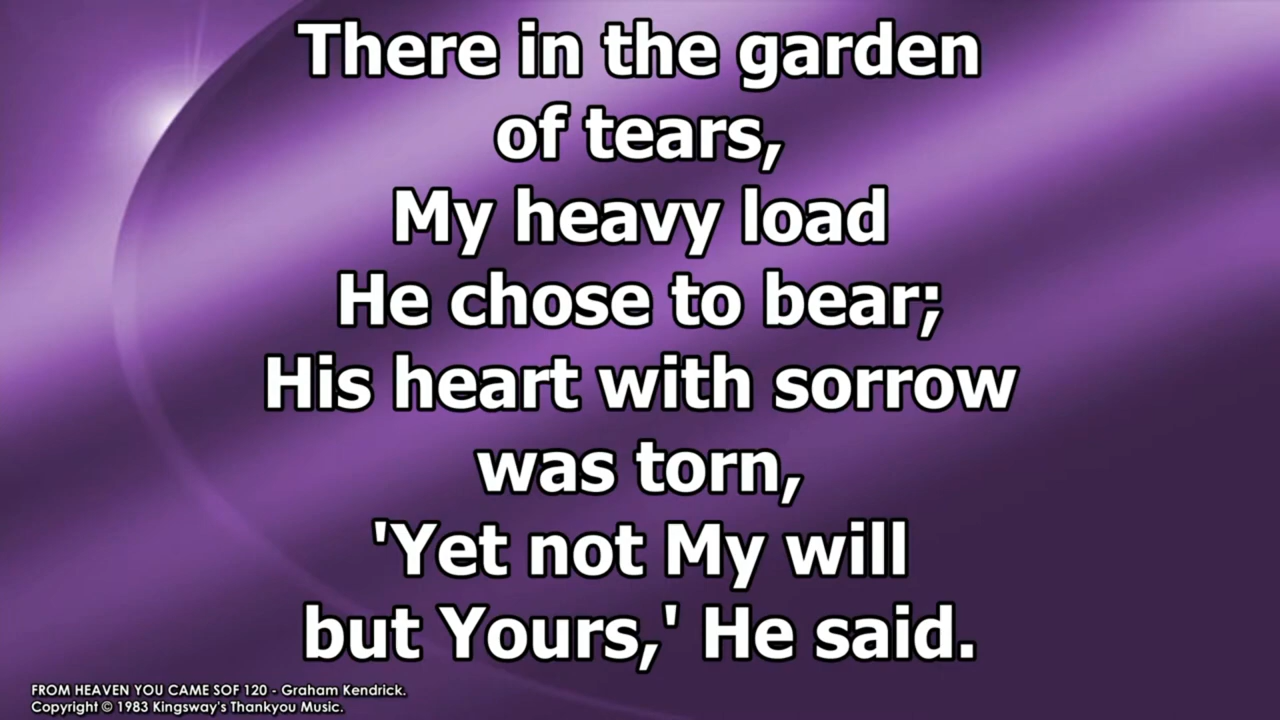 There in the garden
of tears,
My heavy load
He chose to bear;
His heart with sorrow
was torn,
'Yet not My will
but Yours,' He said.
FROM HEAVEN YOU CAME SOF 120 - Graham Kendrick.
Copyright © 1983 Kingsway's Thankyou Music.